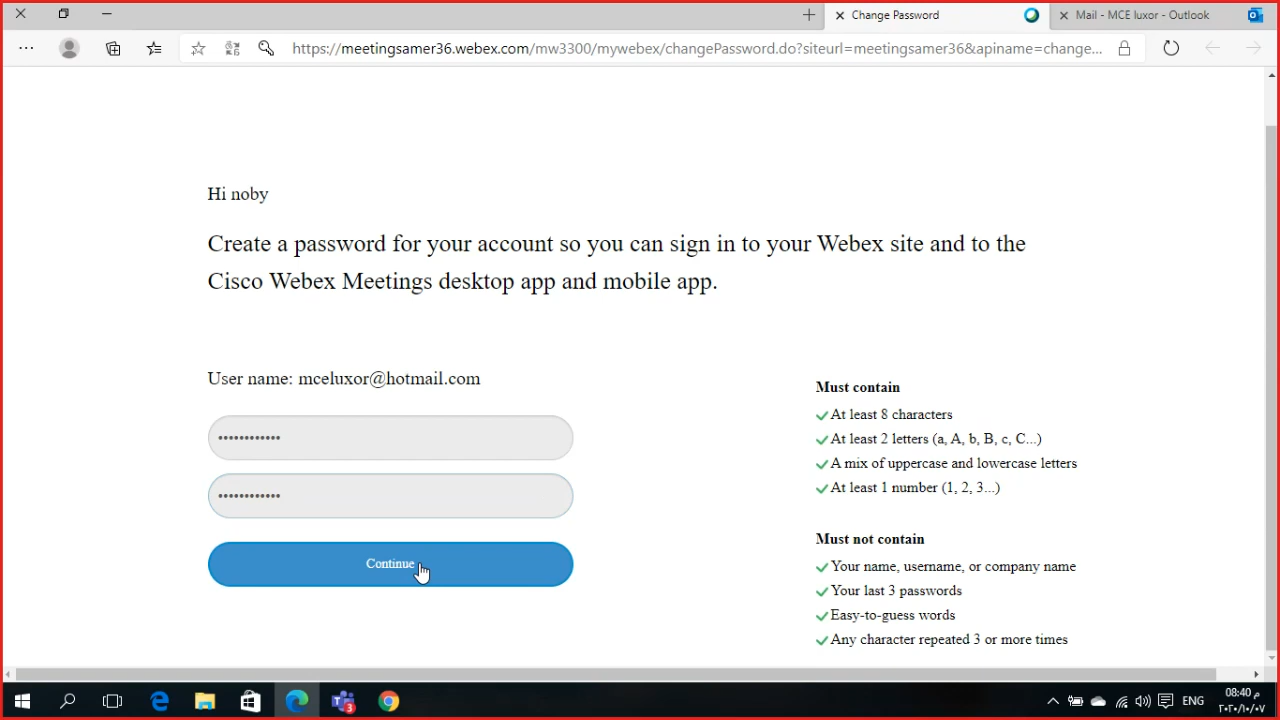 Change Password
Mail - MCE luxor - Outlook
https://meetingsamer36.webex.com/mw3300/mywebex/changePassword.do?siteurl=meetingsamer36&apiname=change...
Hi noby
Create a password for your account so you can sign in to your Webex site and to the
Cisco Webex Meetings desktop app and mobile app.
User name: mceluxor@hotmail.com
••••••••••••
••••••••••••
Continue
Must contain
At least 8 characters
At least 2 letters (a, A, b, B, c, C...)
A mix of uppercase and lowercase letters
At least 1 number (1, 2, 3...)
Must not contain
Your name, username, or company name
Your last 3 passwords
Easy-to-guess words
Any character repeated 3 or more times
3
ENG
08:40 م
٢٠٢٠/١٠/٠٧